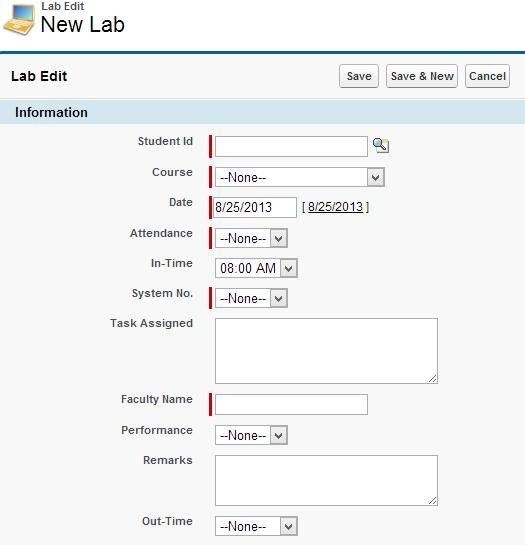 Lab Edit
New Lab
Lab Edit Save Save & New Cancel
Information
Student Id
Course --None--
Date 8/25/2013 [ 8/25/2013 ]
Attendance --None--
In-Time 08:00 AM
System No. --None--
Task Assigned
Faculty Name
Performance --None--
Remarks
Out-Time --None--